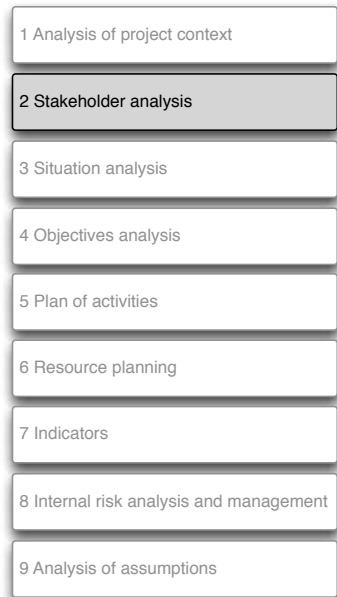 1 Analysis of project context
2 Stakeholder analysis
3 Situation analysis
4 Objectives analysis
5 Plan of activities
6 Resource planning
7 Indicators
8 Internal risk analysis and management
9 Analysis of assumptions